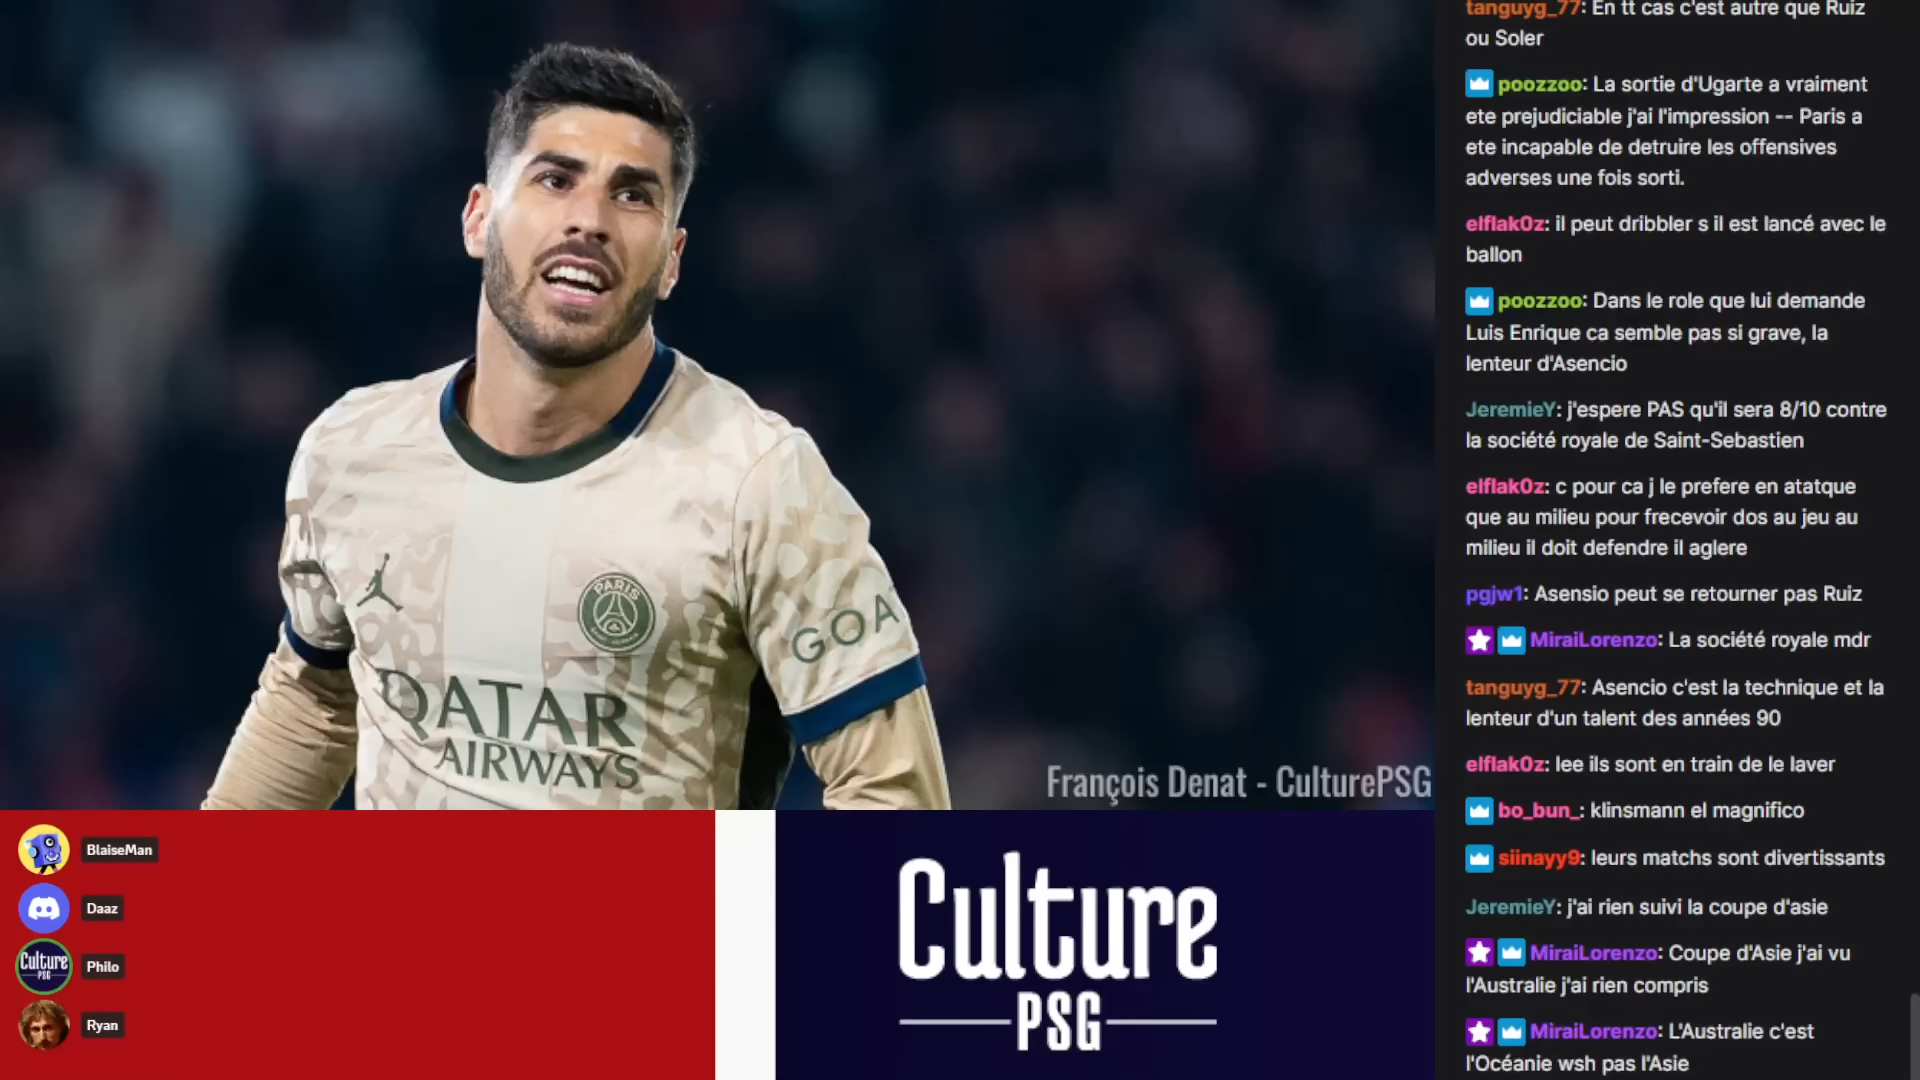 PARIS
SAINT-GERMAIN
GOA
QATAR
AIRWAYS
François Denat - CulturePSG
BlaiseMan
Daaz
Culture
PSG
Philo
Ryan
Culture
PSG
tanguyg_77: En tt cas c'est autre que Ruiz
ou Soler
poozzoo: La sortie d'Ugarte a vraiment
ete prejudiciable j'ai l'impression -- Paris a
ete incapable de detruire les offensives
adverses une fois sorti.
elflak0z: il peut dribbler s il est lancé avec le
ballon
poozzoo: Dans le role que lui demande
Luis Enrique ca semble pas si grave, la
lenteur d'Asencio
JeremieY: j'espere PAS qu'il sera 8/10 contre
la société royale de Saint-Sebastien
elflak0z: c pour ca j le prefere en atatque
que au milieu pour frecevoir dos au jeu au
milieu il doit defendre il aglere
pgjw1: Asensio peut se retourner pas Ruiz
MiraiLorenzo: La société royale mdr
tanguyg_77: Asencio c'est la technique et la
lenteur d'un talent des années 90
elflak0z: lee ils sont en train de le laver
bo_bun_: klinsmann el magnifico
siinayy9: leurs matchs sont divertissants
JeremieY: j'ai rien suivi la coupe d'asie
MiraiLorenzo: Coupe d'Asie j'ai vu
l'Australie j'ai rien compris
MiraiLorenzo: L'Australie c'est
l'Océanie wsh pas l'Asie